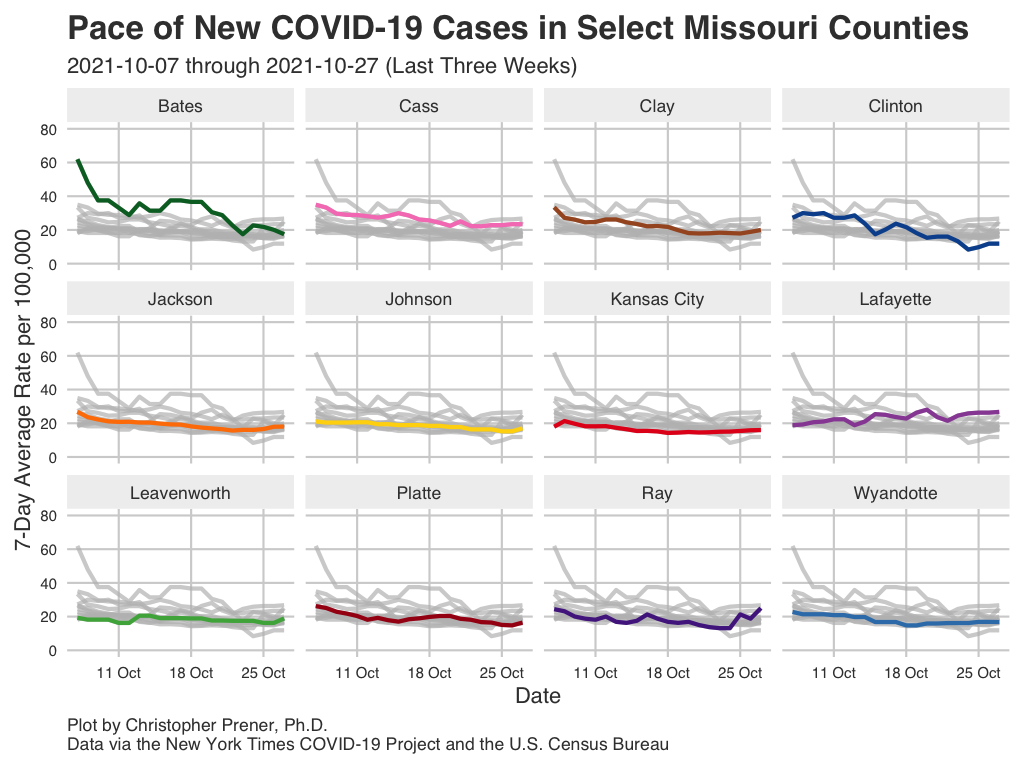 Pace of New COVID-19 Cases in Select Missouri Counties
2021-10-07 through 2021-10-27 (Last Three Weeks)
7-Day Average Rate per 100,000
Bates Cass Clay Clinton
80
60
40
20
0
Jackson Johnson Kansas City Lafayette
80
60
40
20
0
Leavenworth Platte Ray Wyandotte
80
60
40
20
0
11 Oct 18 Oct 25 Oct 11 Oct 18 Oct 25 Oct 11 Oct 18 Oct 25 Oct 11 Oct 18 Oct 25 Oct
Date
Plot by Christopher Prener, Ph.D.
Data via the New York Times COVID-19 Project and the U.S. Census Bureau